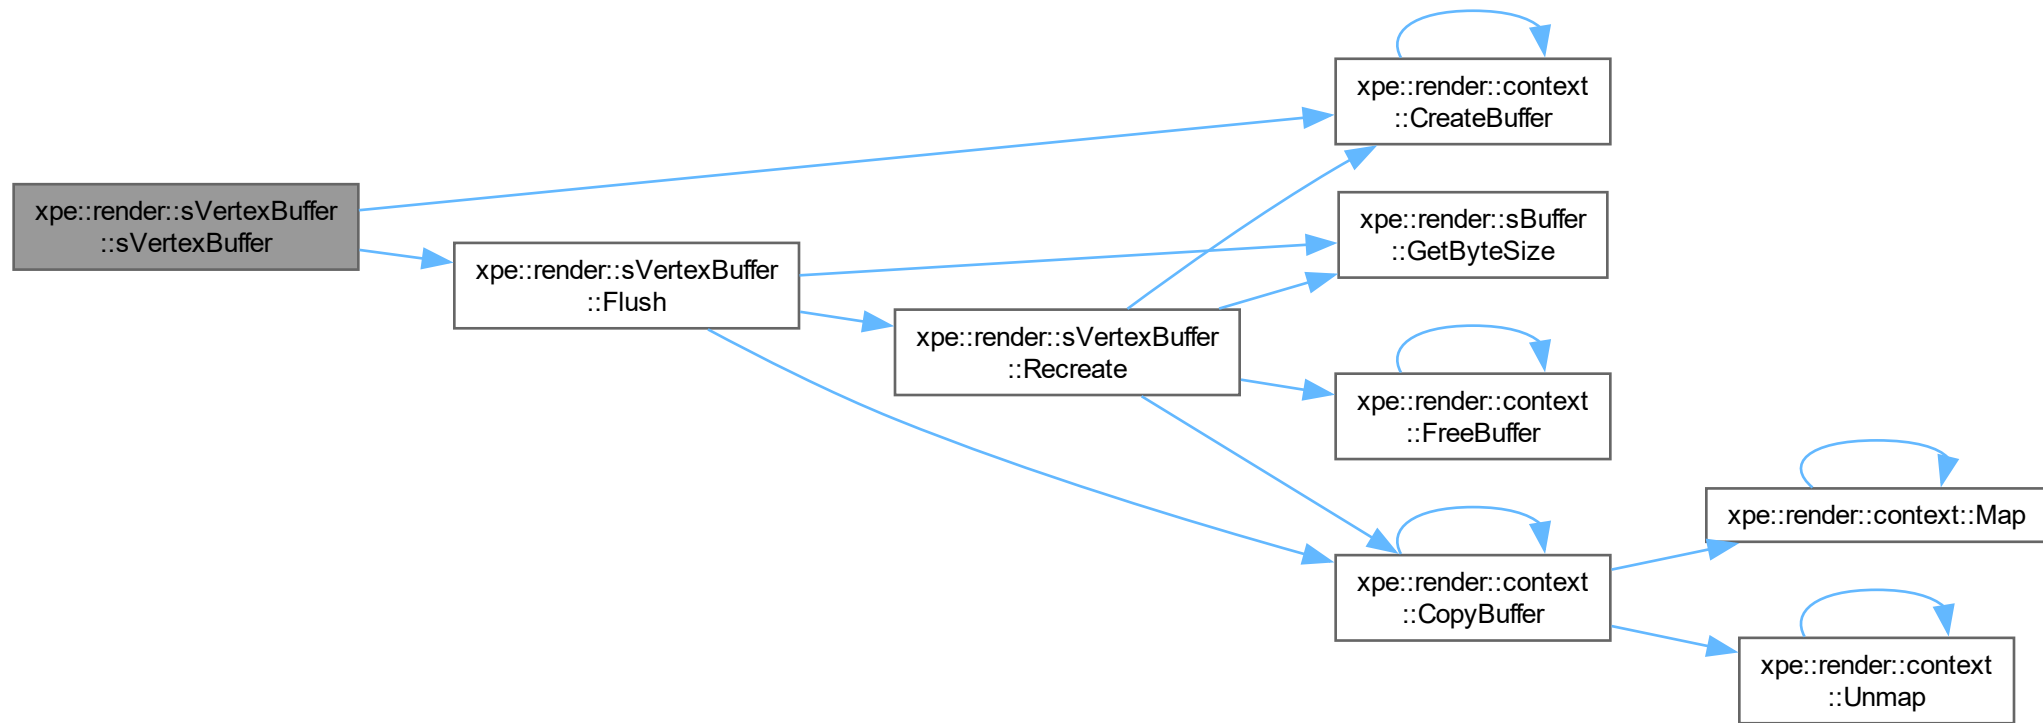 xpe::render::sVertexBuffer
::sVertexBuffer
xpe::render::sVertexBuffer
::Flush
xpe::render::sVertexBuffer
::Recreate
xpe::render::context
::CreateBuffer
xpe::render::sBuffer
::GetByteSize
xpe::render::context
::FreeBuffer
xpe::render::context
::CopyBuffer
xpe::render::context::Map
xpe::render::context
::Unmap